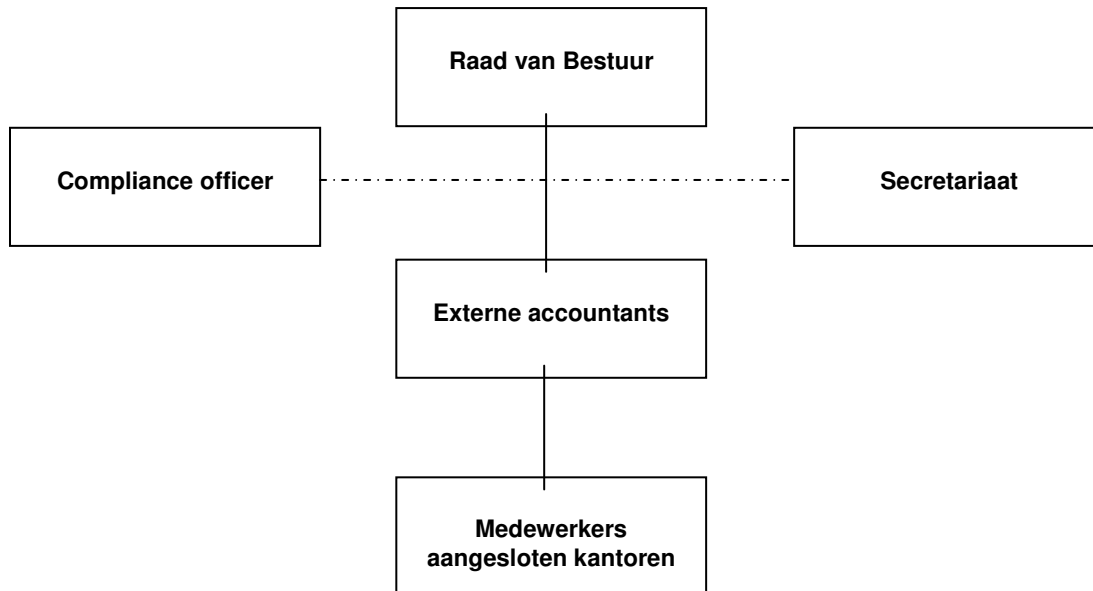 Raad van Bestuur
Compliance officer
Secretariaat
Externe accountants
Medewerkers
aangesloten kantoren